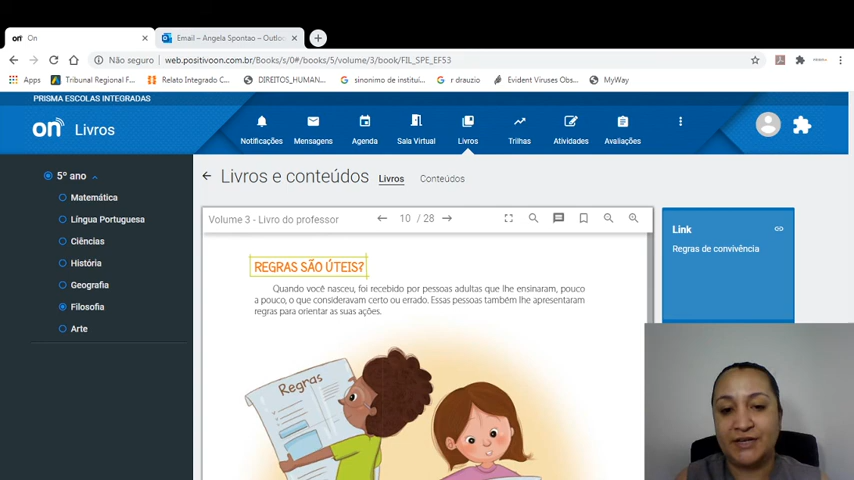 On
Email – Angela Spontao – Outlo
Não seguro
web.positivoon.com.br/Books/s/0#/books/5/volume/3/book/FIL_SPE_EF53
Apps
Tribunal Regional F...
Relato Integrado C...
DIREITOS_HUMAN...
sinonimo de instituí...
r drauzio
Evident Viruses Obs...
MyWay
PRISMA ESCOLAS INTEGRADAS
on
Livros
Notificações
Mensagens
Agenda
Sala Virtual
Livros
Trilhas
Atividades
Avaliações
5º ano
Matemática
Língua Portuguesa
Ciências
História
Geografia
Filosofia
Arte
Livros e conteúdos
Livros
Conteúdos
Volume 3 - Livro do professor
10 / 28
REGRAS SÃO ÚTEIS?
Quando você nasceu, foi recebido por pessoas adultas que lhe ensinaram, pouco
a pouco, o que consideravam certo ou errado. Essas pessoas também lhe apresentaram
regras para orientar as suas ações.
Regras
Link
Regras de convivência